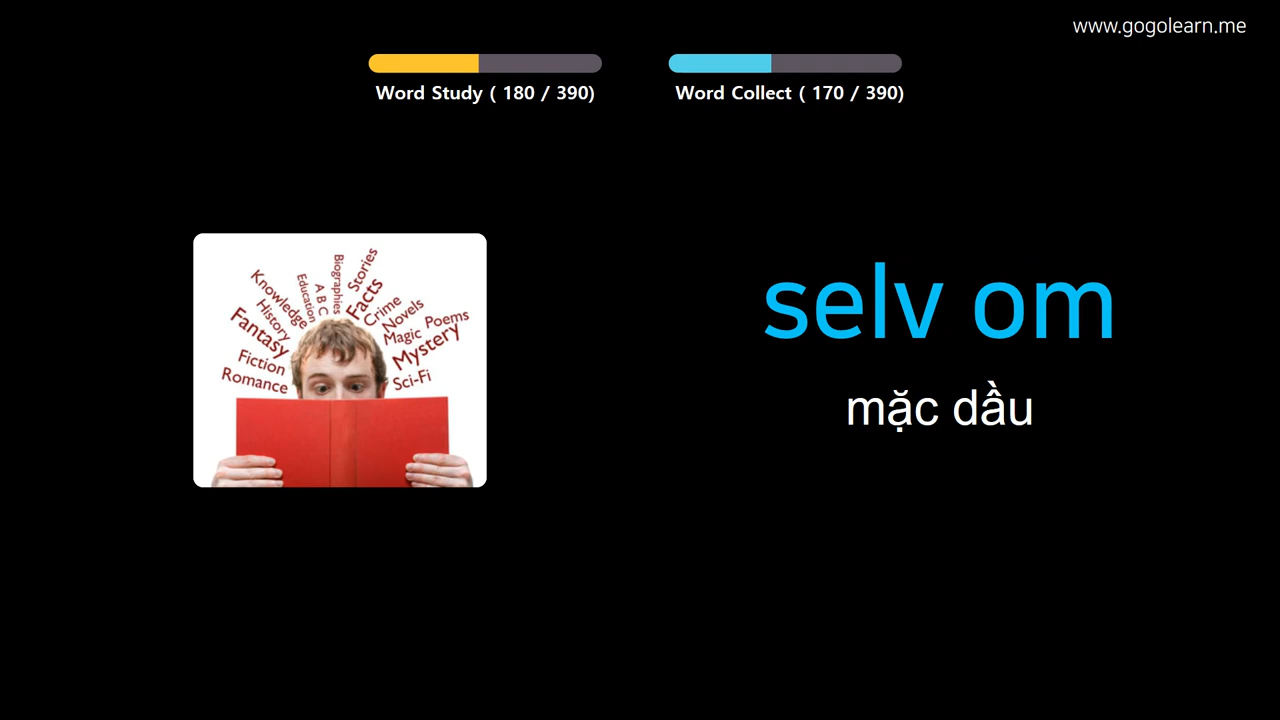 www.gogolearn.me
Word Study ( 180 / 390)
Word Collect ( 170 / 390)
selv om
mặc dầu
Knowledge
History
Fantasy
Fiction
Romance
Education
A B C
Biographies
Stories
Facts
Crime
Novels
Magic
Poems
Mystery
Sci-Fi